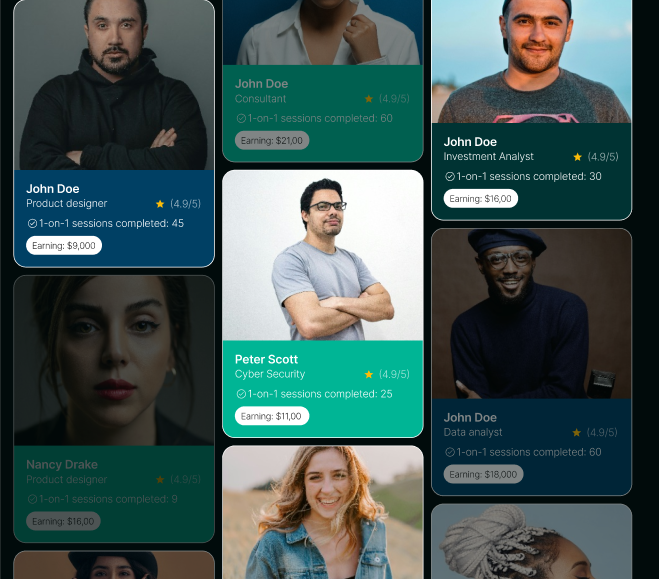 John Doe
Product designer
(4.9/5)
1-on-1 sessions completed: 45
Earning: $9,000
Nancy Drake
Product designer
(4.9/5)
1-on-1 sessions completed: 9
Earning: $16,00
John Doe
Consultant
(4.9/5)
1-on-1 sessions completed: 60
Earning: $21,00
Peter Scott
Cyber Security
(4.9/5)
1-on-1 sessions completed: 25
Earning: $11,00
John Doe
Investment Analyst
(4.9/5)
1-on-1 sessions completed: 30
Earning: $16,00
John Doe
Data analyst
(4.9/5)
1-on-1 sessions completed: 60
Earning: $18,000